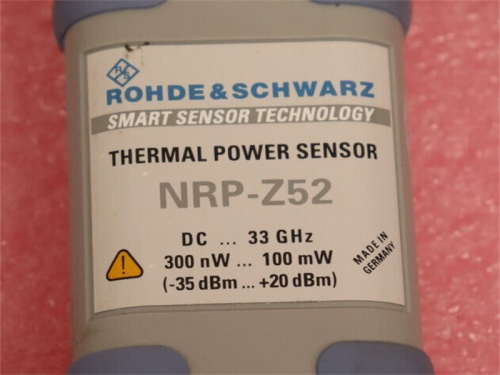 R&S
ROHDE & SCHWARZ
SMART SENSOR TECHNOLOGY
THERMAL POWER SENSOR
NRP-Z52
DC ... 33 GHz
300 nW ... 100 mW
(-35 dBm ... +20 dBm)
MADE IN
GERMANY